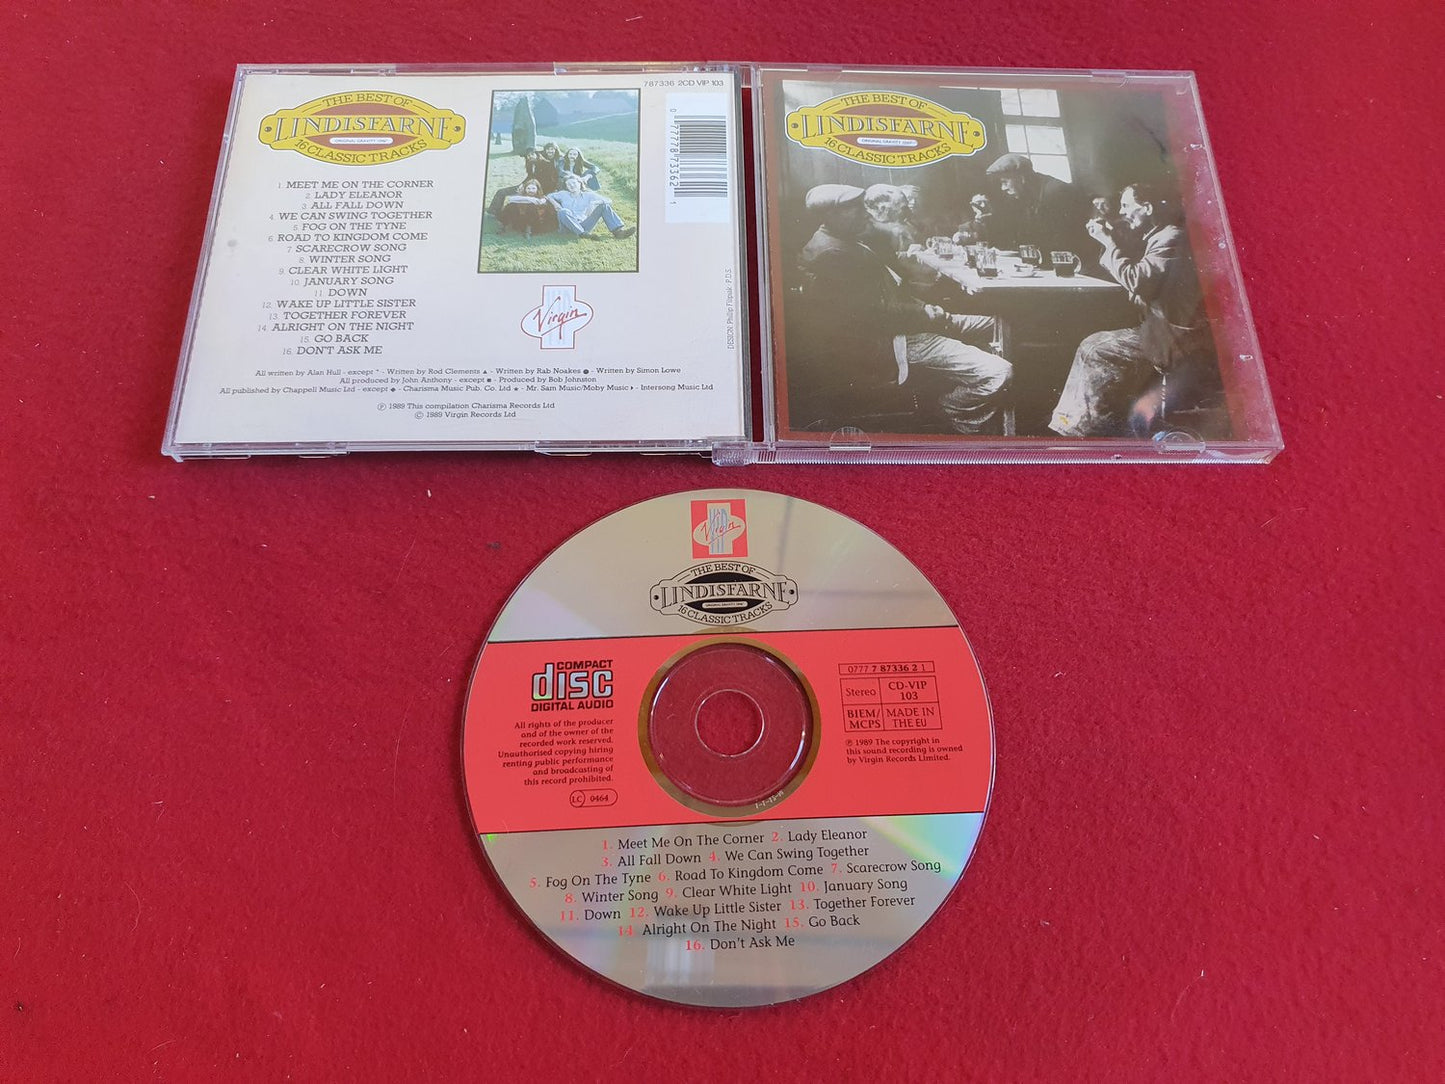 787336 2CD VIP 103
THE BEST OF
LINDISFARNE
16 CLASSIC TRACKS
1. MEET ME ON THE CORNER
2. LADY ELEANOR
3. ALL FALL DOWN
4. WE CAN SWING TOGETHER
5. FOG ON THE TYNE
6. ROAD TO KINGDOM COME
7. SCARECROW SONG
8. WINTER SONG
9. CLEAR WHITE LIGHT
10. JANUARY SONG
11. DOWN
12. WAKE UP LITTLE SISTER
13. TOGETHER FOREVER
14. ALRIGHT ON THE NIGHT
15. GO BACK
16. DON'T ASK ME
0 77778 73362 1
VIP
Virgin
DESIGN: Philip Fitipak: P.D.S.
All written by Alan Hull - except * - Written by Rod Clements ▲ - Written by Rab Noakes ● - Written by Simon Lowe
All produced by John Anthony - except ■ - Produced by Bob Johnston
All published by Chappell Music Ltd - except ◆ - Charisma Music Pub. Co. Ltd ★ - Mr. Sam Music/Moby Music ♦ - Intersong Music Ltd
℗ 1989 This compilation Charisma Records Ltd
© 1989 Virgin Records Ltd
THE BEST OF
LINDISFARNE
16 CLASSIC TRACKS
VIP
Virgin
THE BEST OF
LINDISFARNE
16 CLASSIC TRACKS
COMPACT
disc
DIGITAL AUDIO
All rights of the producer
and of the owner of the
recorded work reserved.
Unauthorised copying hiring
renting public performance
and broadcasting of
this record prohibited.
LC 0464
0777 7 87336 2 1
Stereo CD-VIP 103
BIEM/MCPS MADE IN THE EU
℗ 1989 The copyright in
this sound recording is owned
by Virgin Records Limited.
1. Meet Me On The Corner 2. Lady Eleanor
3. All Fall Down 4. We Can Swing Together
5. Fog On The Tyne 6. Road To Kingdom Come 7. Scarecrow Song
8. Winter Song 9. Clear White Light 10. January Song
11. Down 12. Wake Up Little Sister 13. Together Forever
14. Alright On The Night 15. Go Back
16. Don't Ask Me